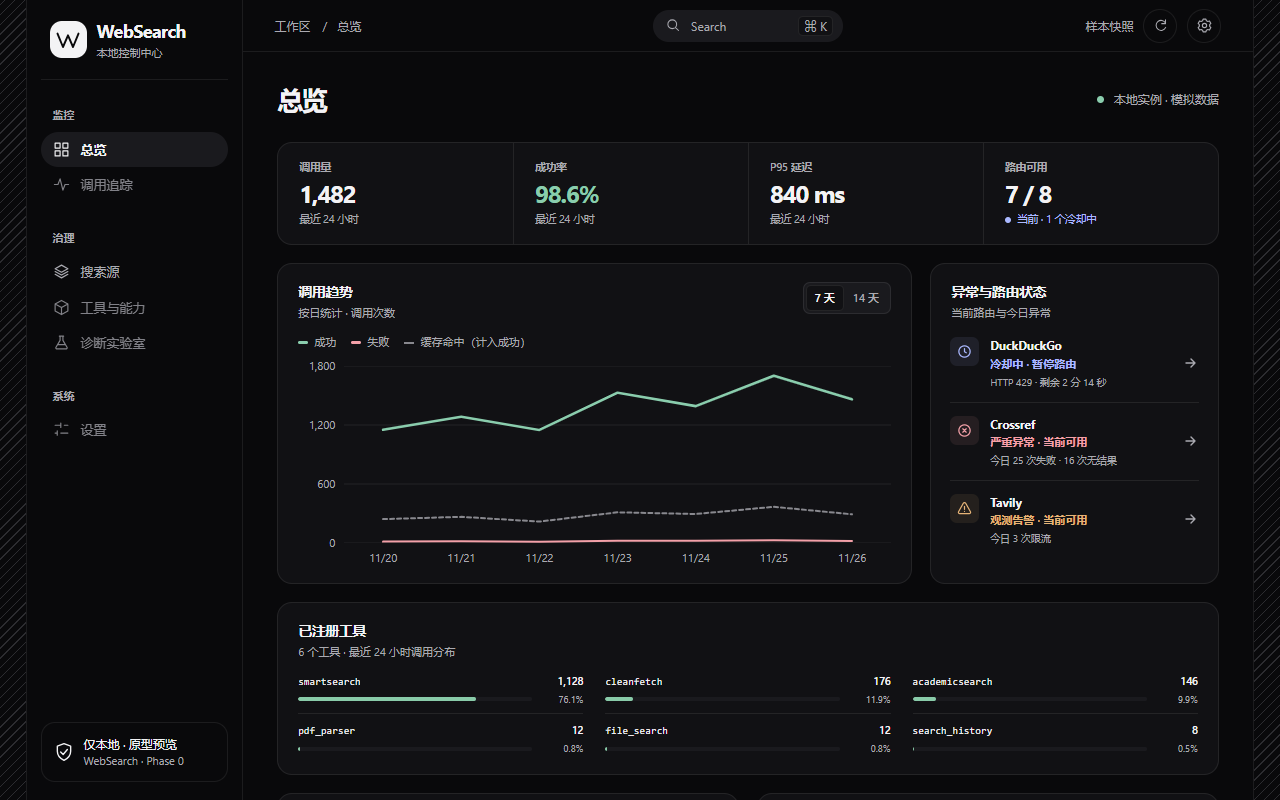 WebSearch
本地控制中心
监控
总览
调用追踪
治理
搜索源
工具与能力
诊断实验室
系统
设置
仅本地 · 原型预览
WebSearch · Phase 0
工作区 / 总览
Search
⌘ K
样本快照
总览
本地实例 · 模拟数据
调用量
1,482
最近 24 小时
成功率
98.6%
最近 24 小时
P95 延迟
840 ms
最近 24 小时
路由可用
7 / 8
当前 · 1 个冷却中
调用趋势
按日统计 · 调用次数
7 天
14 天
成功
失败
缓存命中（计入成功）
1,800
1,200
600
0
11/20
11/21
11/22
11/23
11/24
11/25
11/26
异常与路由状态
当前路由与今日异常
DuckDuckGo
冷却中 · 暂停路由
HTTP 429 · 剩余 2 分 14 秒
Crossref
严重异常 · 当前可用
今日 25 次失败 · 16 次无结果
Tavily
观测告警 · 当前可用
今日 3 次限流
已注册工具
6 个工具 · 最近 24 小时调用分布
smartsearch
1,128
76.1%
cleanfetch
176
11.9%
academicsearch
146
9.9%
pdf_parser
12
0.8%
file_search
12
0.8%
search_history
8
0.5%